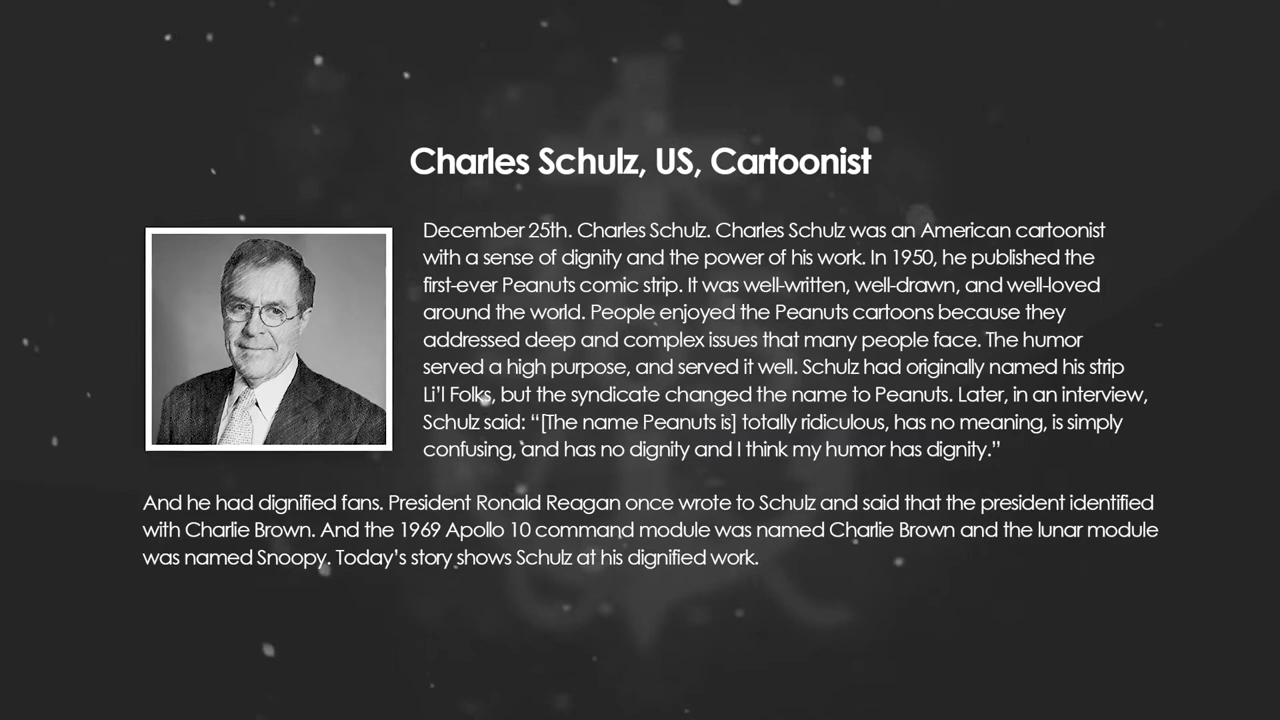 Charles Schulz, US, Cartoonist
December 25th. Charles Schulz. Charles Schulz was an American cartoonist
with a sense of dignity and the power of his work. In 1950, he published the
first-ever Peanuts comic strip. It was well-written, well-drawn, and well-loved
around the world. People enjoyed the Peanuts cartoons because they
addressed deep and complex issues that many people face. The humor
served a high purpose, and served it well. Schulz had originally named his strip
Li’l Folks, but the syndicate changed the name to Peanuts. Later, in an interview,
Schulz said: “[The name Peanuts is] totally ridiculous, has no meaning, is simply
confusing, and has no dignity and I think my humor has dignity.”
And he had dignified fans. President Ronald Reagan once wrote to Schulz and said that the president identified
with Charlie Brown. And the 1969 Apollo 10 command module was named Charlie Brown and the lunar module
was named Snoopy. Today’s story shows Schulz at his dignified work.